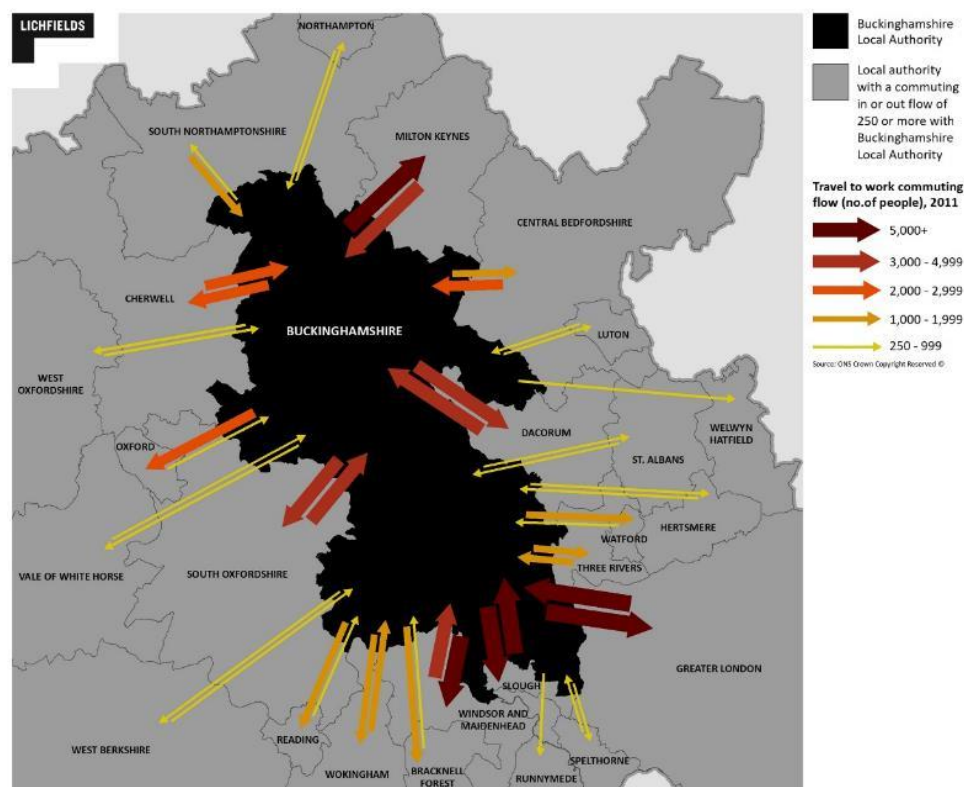 LICHFIELDS
NORTHAMPTON
SOUTH NORTHAMPTONSHIRE
MILTON KEYNES
CENTRAL BEDFORDSHIRE
CHERWELL
BUCKINGHAMSHIRE
LUTON
WEST
OXFORDSHIRE
DACORUM
WELWYN
HATFIELD
OXFORD
ST. ALBANS
HERTSMERE
WATFORD
THREE RIVERS
VALE OF WHITE HORSE
SOUTH OXFORDSHIRE
GREATER LONDON
SLOUGH
WINDSOR AND
MAIDENHEAD
WEST BERKSHIRE
READING
WOKINGHAM
BRACKNELL
FOREST
RUNNYMEDE
SPELTHORNE
Buckinghamshire
Local Authority
Local authority
with a commuting
in or out flow of
250 or more with
Buckinghamshire
Local Authority
Travel to work commuting
flow (no.of people), 2011
5,000+
3,000 - 4,999
2,000 - 2,999
1,000 - 1,999
250 - 999
Source: ONS Crown Copyright Reserved ©